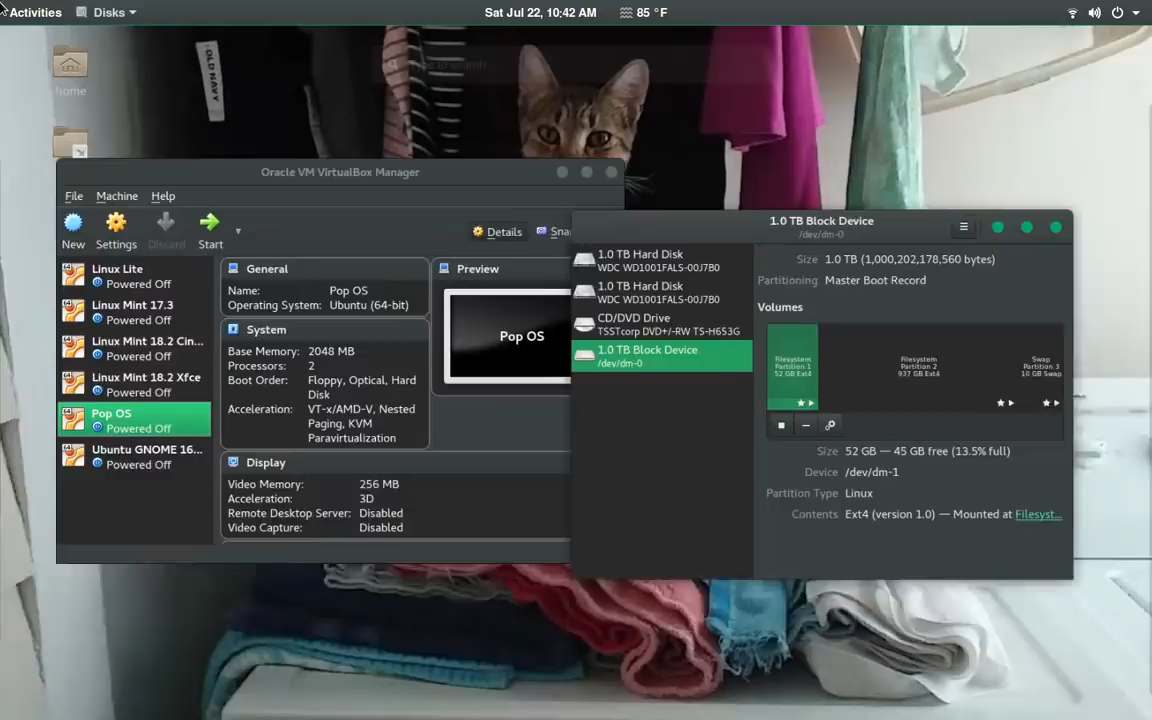 Activities
Disks
Sat Jul 22, 10:42 AM
85 °F
home
OLD NAVY
Oracle VM VirtualBox Manager
File Machine Help
New Settings Discard Start
Details
Linux Lite
Powered Off
Linux Mint 17.3
Powered Off
Linux Mint 18.2 Cin...
Powered Off
Linux Mint 18.2 Xfce
Powered Off
Pop OS
Powered Off
Ubuntu GNOME 16...
Powered Off
General
Name: Pop OS
Operating System: Ubuntu (64-bit)
System
Base Memory: 2048 MB
Processors: 2
Boot Order: Floppy, Optical, Hard
Disk
Acceleration: VT-x/AMD-V, Nested
Paging, KVM
Paravirtualization
Display
Video Memory: 256 MB
Acceleration: 3D
Remote Desktop Server: Disabled
Video Capture: Disabled
Preview
Pop OS
1.0 TB Block Device
/dev/dm-0
1.0 TB Hard Disk
WDC WD1001FALS-00J7B0
1.0 TB Hard Disk
WDC WD1001FALS-00J7B0
CD/DVD Drive
TSSTcorp DVD+/-RW TS-H653G
1.0 TB Block Device
/dev/dm-0
Size 1.0 TB (1,000,202,178,560 bytes)
Partitioning Master Boot Record
Volumes
Filesystem
Partition 1
52 GB Ext4
Filesystem
Partition 2
937 GB Ext4
Swap
Partition 3
10 GB Swap
Size 52 GB — 45 GB free (13.5% full)
Device /dev/dm-1
Partition Type Linux
Contents Ext4 (version 1.0) — Mounted at Filesyst...